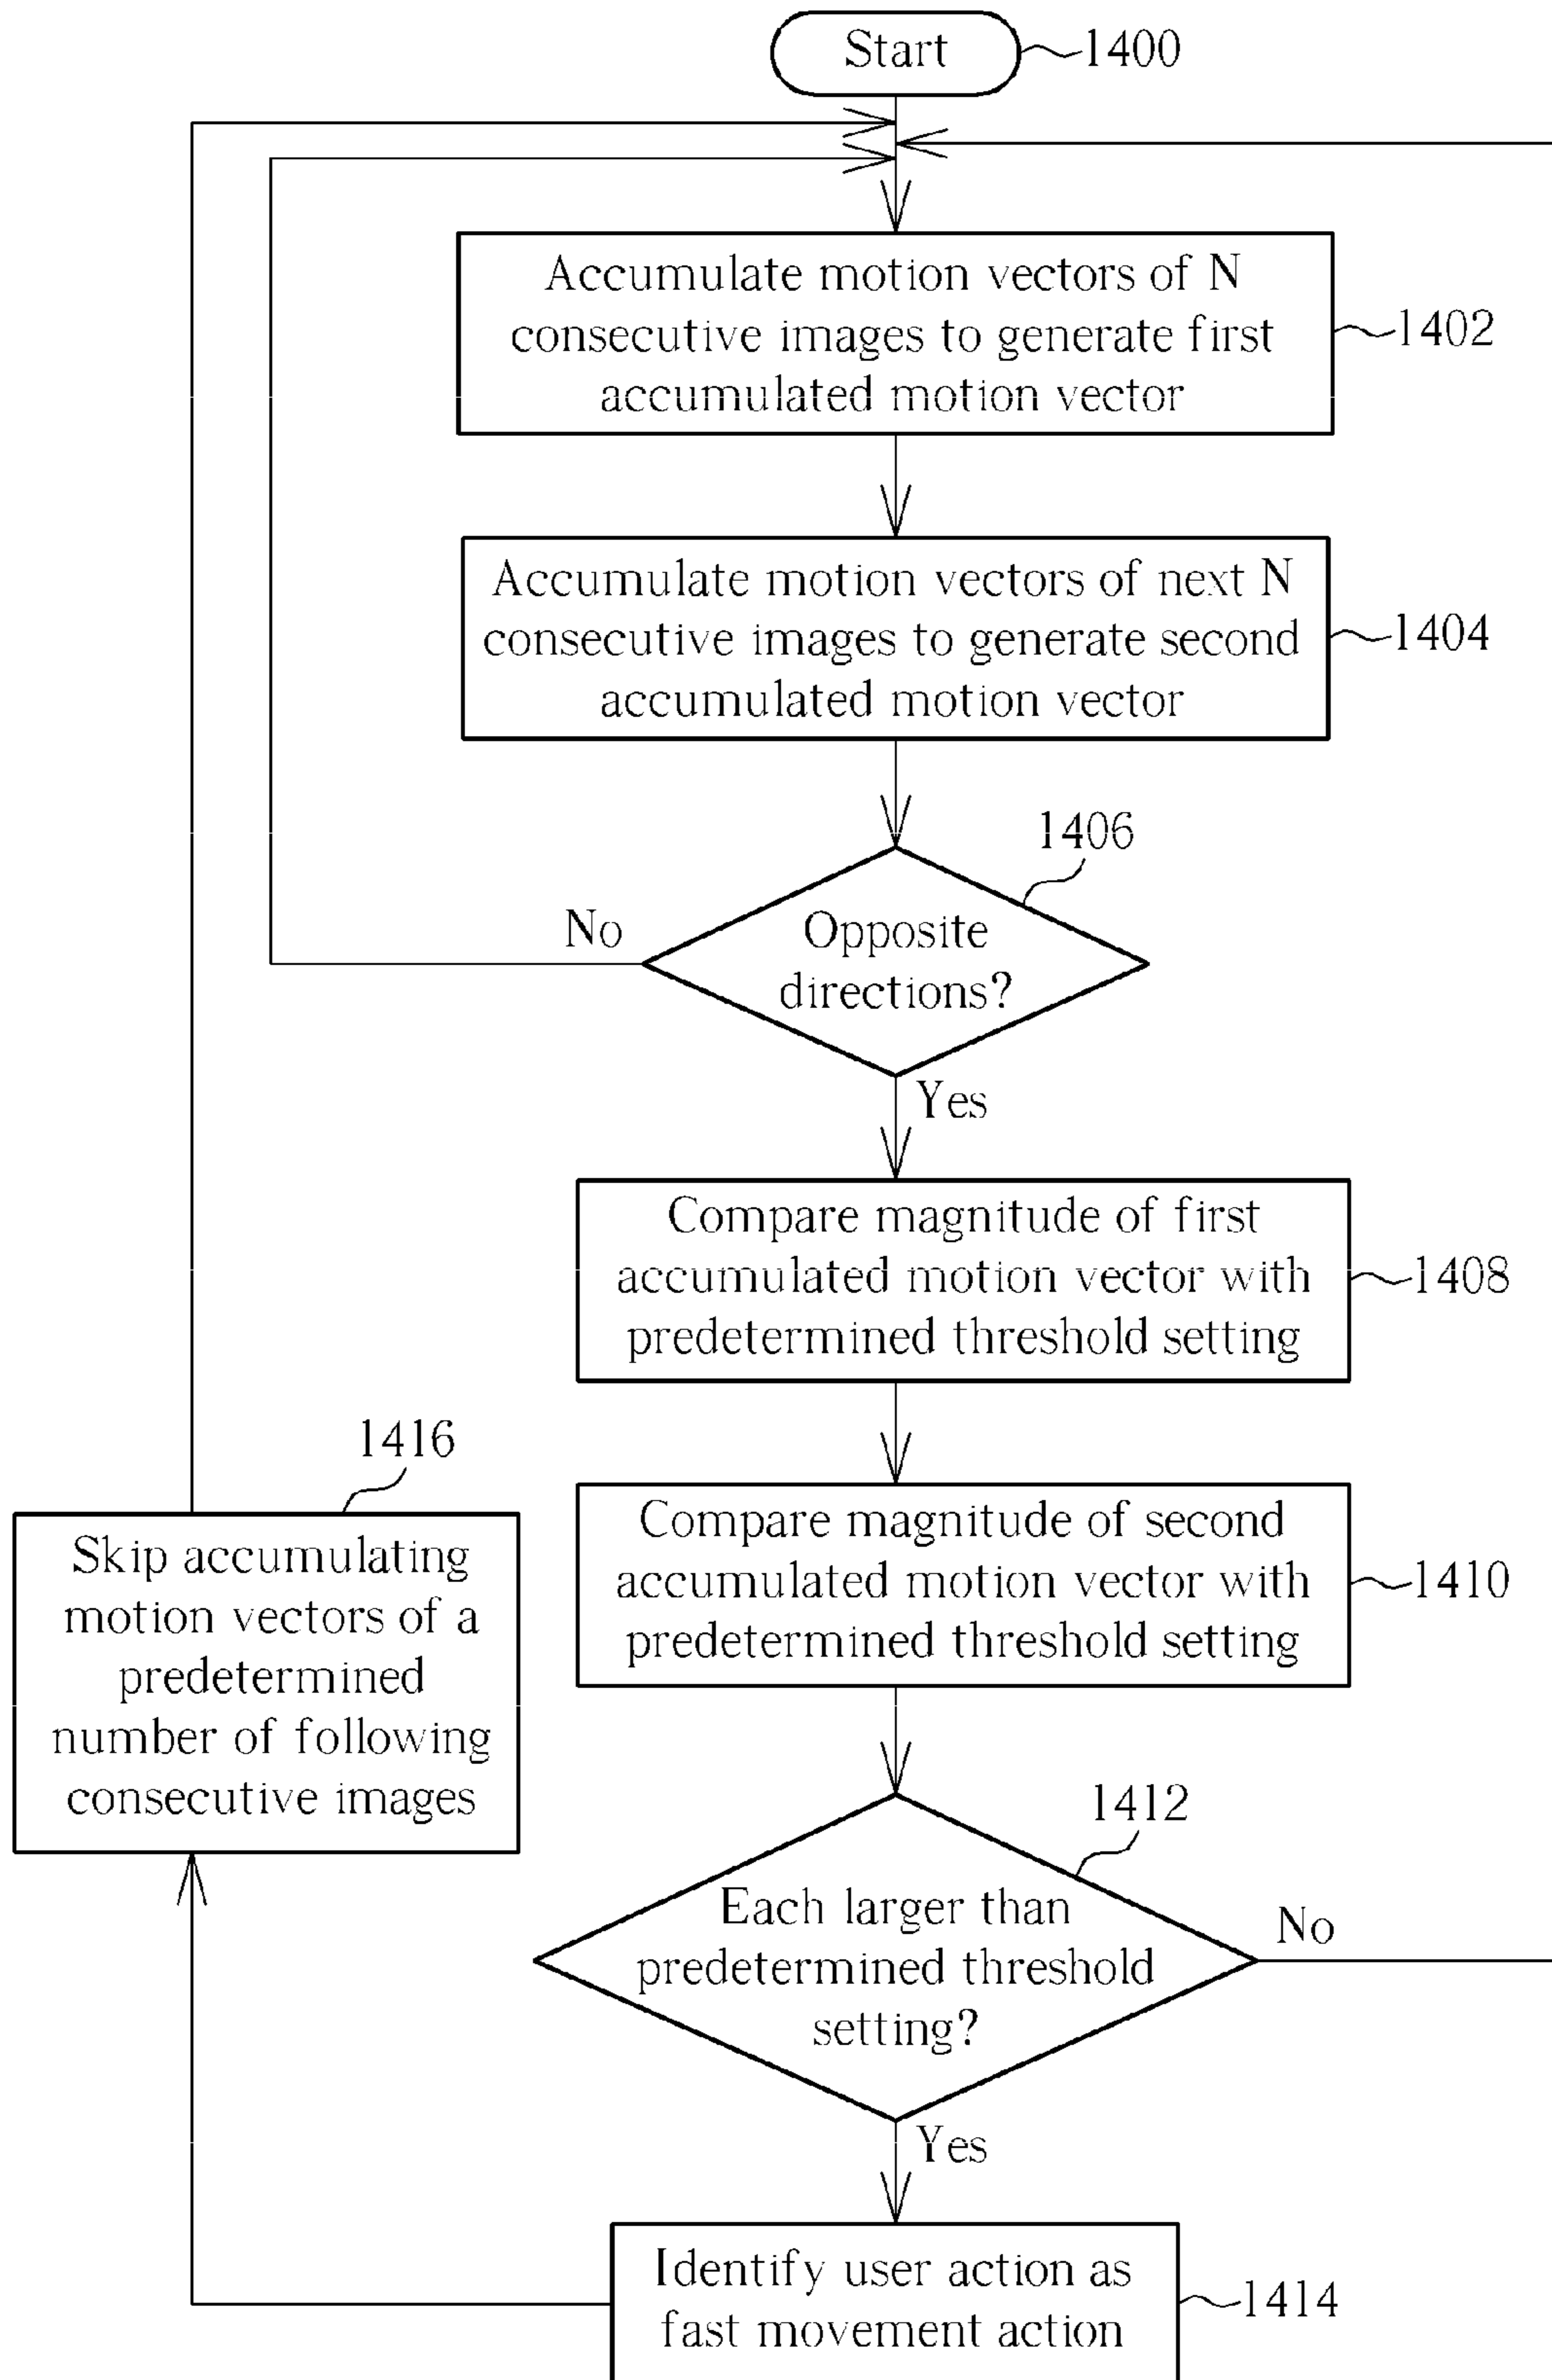 Start
1400
Accumulate motion vectors of N
consecutive images to generate first
accumulated motion vector
1402
Accumulate motion vectors of next N
consecutive images to generate second
accumulated motion vector
1404
1406
Opposite
directions?
No
Yes
Compare magnitude of first
accumulated motion vector with
predetermined threshold setting
1408
Compare magnitude of second
accumulated motion vector with
predetermined threshold setting
1410
1416
Skip accumulating
motion vectors of a
predetermined
number of following
consecutive images
1412
Each larger than
predetermined threshold
setting?
No
Yes
Identify user action as
fast movement action
1414